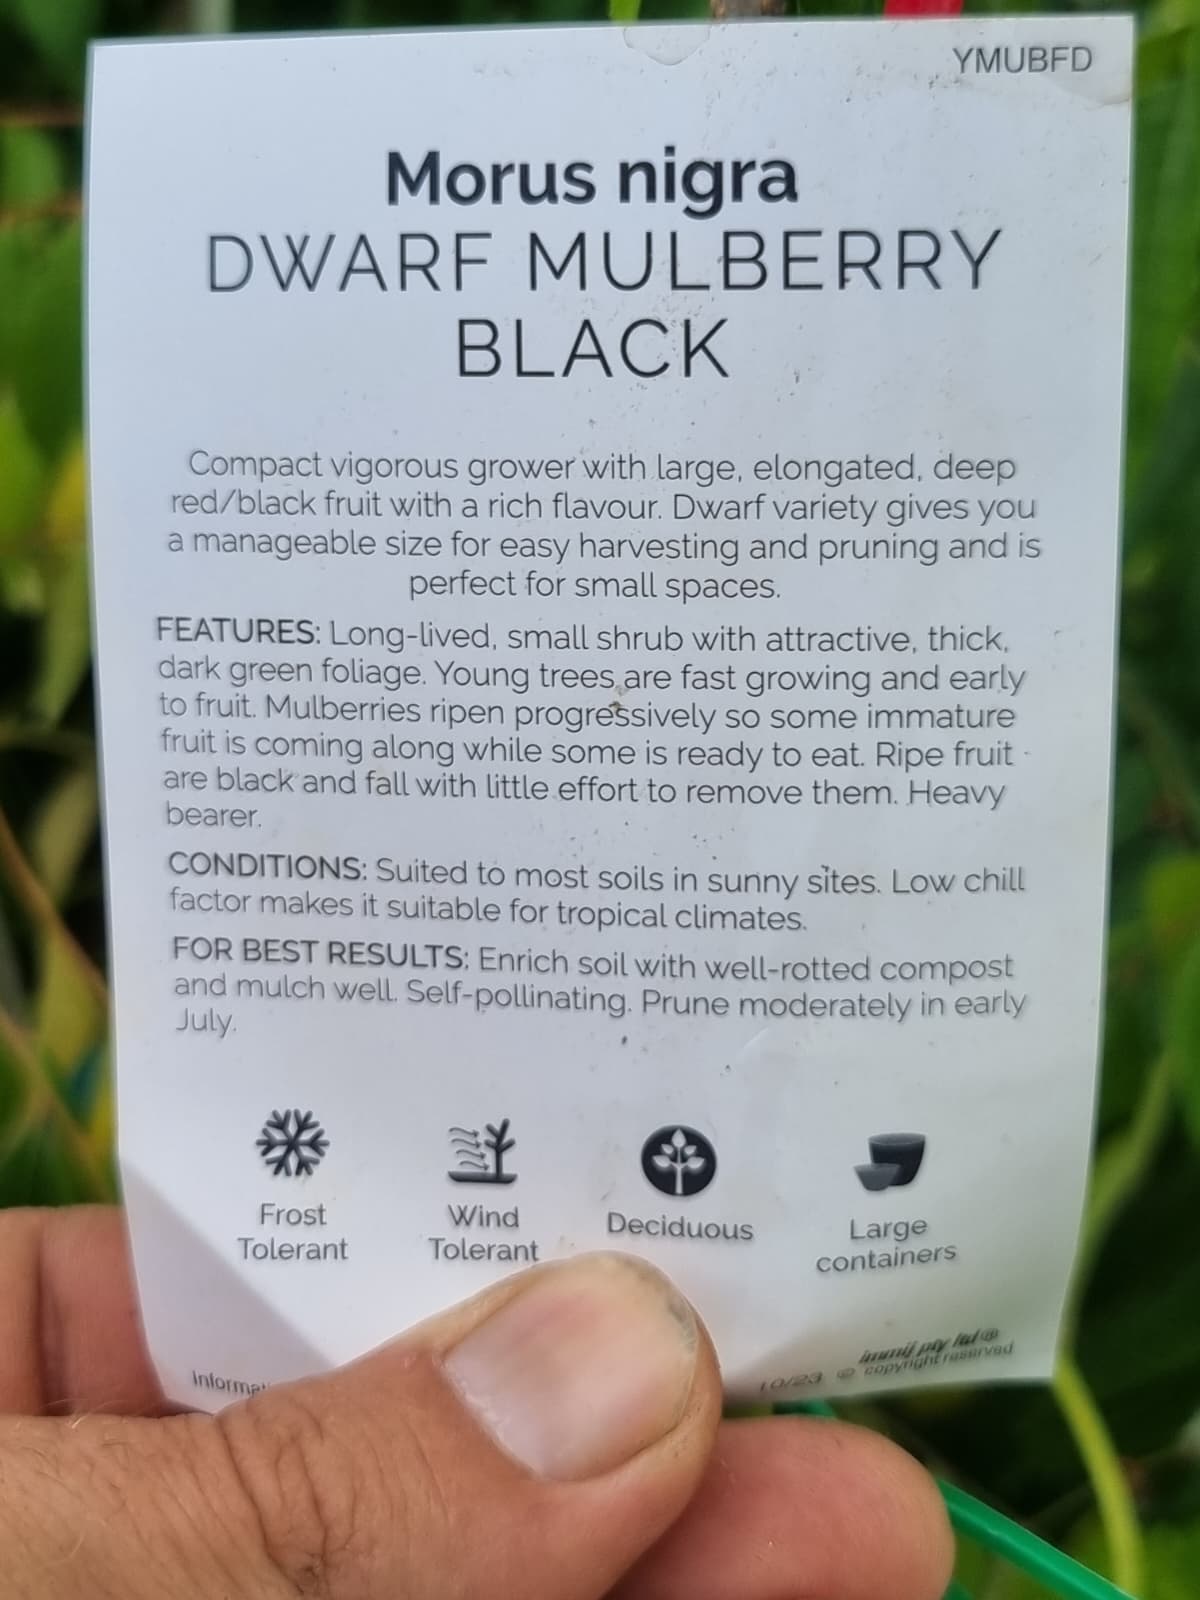 YMUBFD
Morus nigra
DWARF MULBERRY
BLACK
Compact vigorous grower with large, elongated, deep
red/black fruit with a rich flavour. Dwarf variety gives you
a manageable size for easy harvesting and pruning and is
perfect for small spaces.
FEATURES: Long-lived, small shrub with attractive, thick,
dark green foliage. Young trees are fast growing and early
to fruit. Mulberries ripen progressively so some immature
fruit is coming along while some is ready to eat. Ripe fruit
are black and fall with little effort to remove them. Heavy
bearer.
CONDITIONS: Suited to most soils in sunny sites. Low chill
factor makes it suitable for tropical climates.
FOR BEST RESULTS: Enrich soil with well-rotted compost
and mulch well. Self-pollinating. Prune moderately in early
July.
Frost
Tolerant
Wind
Tolerant
Deciduous
Large
containers
immij pty ltd®
10/23 © copyright reserved